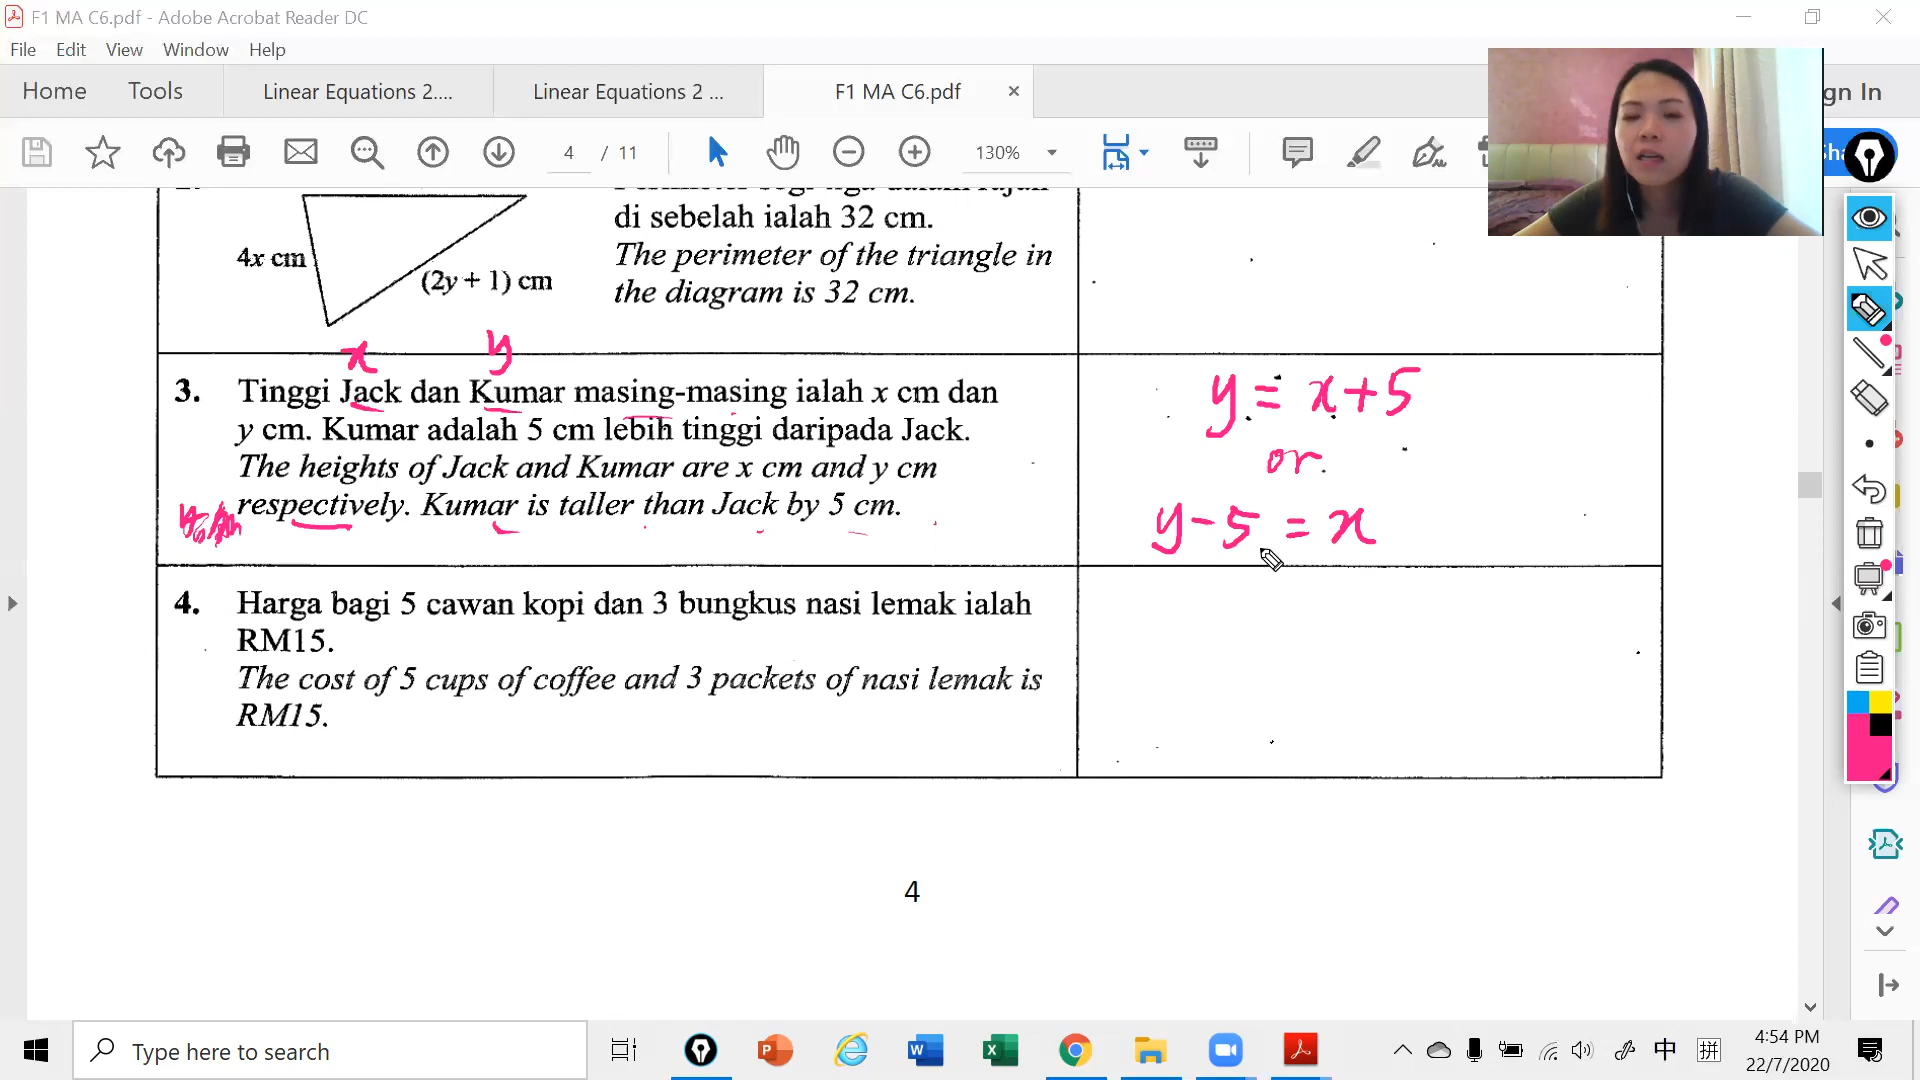 F1 MA C6.pdf - Adobe Acrobat Reader DC
File Edit View Window Help
Home Tools Linear Equations 2.... Linear Equations 2 ... F1 MA C6.pdf × gn In
4 / 11 130%
di sebelah ialah 32 cm.
The perimeter of the triangle in
the diagram is 32 cm.
4x cm
(2y + 1) cm
x y
3. Tinggi Jack dan Kumar masing-masing ialah x cm dan
y cm. Kumar adalah 5 cm lebih tinggi daripada Jack.
The heights of Jack and Kumar are x cm and y cm
respectively. Kumar is taller than Jack by 5 cm.
y = x+5
or
y-5 = x
4. Harga bagi 5 cawan kopi dan 3 bungkus nasi lemak ialah
RM15.
The cost of 5 cups of coffee and 3 packets of nasi lemak is
RM15.
4
Type here to search
中 拼
4:54 PM
22/7/2020